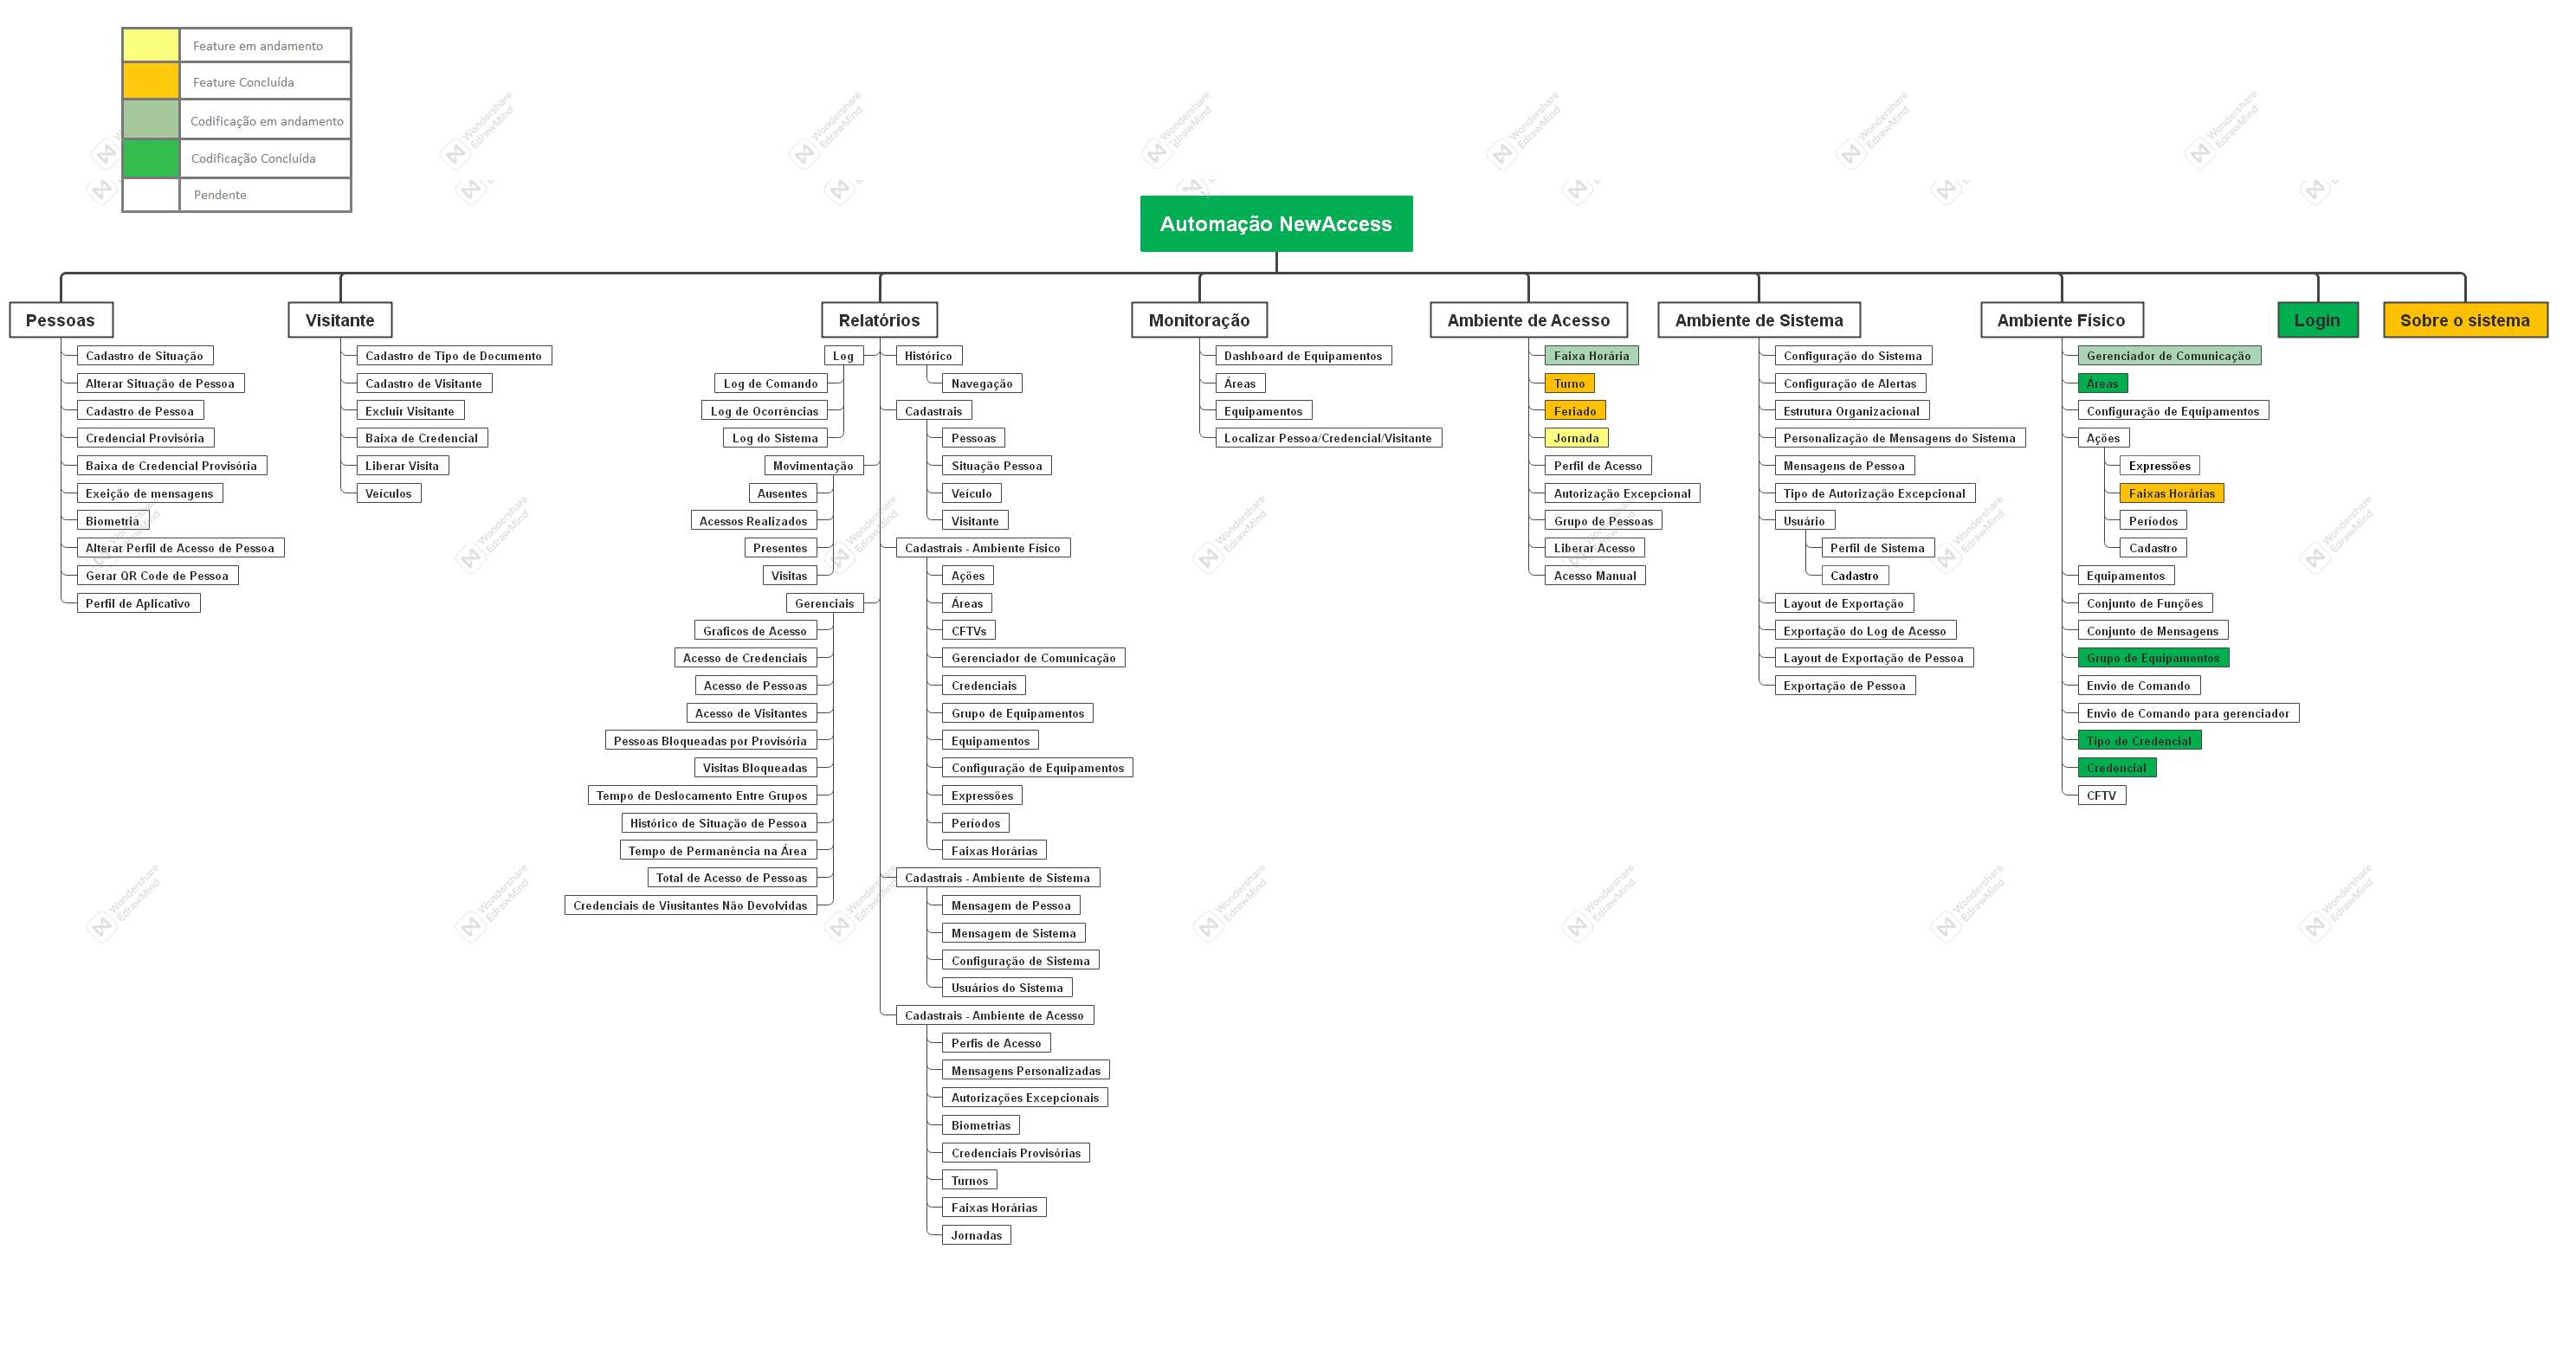 Feature em andamento
Feature Concluída
Codificação em andamento
Codificação Concluída
Pendente
Automação NewAccess
Pessoas
Cadastro de Situação
Alterar Situação de Pessoa
Cadastro de Pessoa
Credencial Provisória
Baixa de Credencial Provisória
Exeição de mensagens
Biometria
Alterar Perfil de Acesso de Pessoa
Gerar QR Code de Pessoa
Perfil de Aplicativo
Visitante
Cadastro de Tipo de Documento
Cadastro de Visitante
Excluir Visitante
Baixa de Credencial
Liberar Visita
Veículos
Relatórios
Log
Log de Comando
Log de Ocorrências
Log do Sistema
Movimentação
Ausentes
Acessos Realizados
Presentes
Visitas
Gerenciais
Graficos de Acesso
Acesso de Credenciais
Acesso de Pessoas
Acesso de Visitantes
Pessoas Bloqueadas por Provisória
Visitas Bloqueadas
Tempo de Deslocamento Entre Grupos
Histórico de Situação de Pessoa
Tempo de Permanência na Área
Total de Acesso de Pessoas
Credenciais de Viusitantes Não Devolvidas
Histórico
Navegação
Cadastrais
Pessoas
Situação Pessoa
Veículo
Visitante
Cadastrais - Ambiente Físico
Ações
Áreas
CFTVs
Gerenciador de Comunicação
Credenciais
Grupo de Equipamentos
Equipamentos
Configuração de Equipamentos
Expressões
Períodos
Faixas Horárias
Cadastrais - Ambiente de Sistema
Mensagem de Pessoa
Mensagem de Sistema
Configuração de Sistema
Usuários do Sistema
Cadastrais - Ambiente de Acesso
Perfis de Acesso
Mensagens Personalizadas
Autorizações Excepcionais
Biometrias
Credenciais Provisórias
Turnos
Faixas Horárias
Jornadas
Monitoração
Dashboard de Equipamentos
Áreas
Equipamentos
Localizar Pessoa/Credencial/Visitante
Ambiente de Acesso
Faixa Horária
Turno
Feriado
Jornada
Perfil de Acesso
Autorização Excepcional
Grupo de Pessoas
Liberar Acesso
Acesso Manual
Ambiente de Sistema
Configuração do Sistema
Configuração de Alertas
Estrutura Organizacional
Personalização de Mensagens do Sistema
Mensagens de Pessoa
Tipo de Autorização Excepcional
Usuário
Perfil de Sistema
Cadastro
Layout de Exportação
Exportação do Log de Acesso
Layout de Exportação de Pessoa
Exportação de Pessoa
Ambiente Físico
Gerenciador de Comunicação
Áreas
Configuração de Equipamentos
Ações
Expressões
Faixas Horárias
Períodos
Cadastro
Equipamentos
Conjunto de Funções
Conjunto de Mensagens
Grupo de Equipamentos
Envio de Comando
Envio de Comando para gerenciador
Tipo de Credencial
Credencial
CFTV
Login
Sobre o sistema
Wondershare
EdrawMind